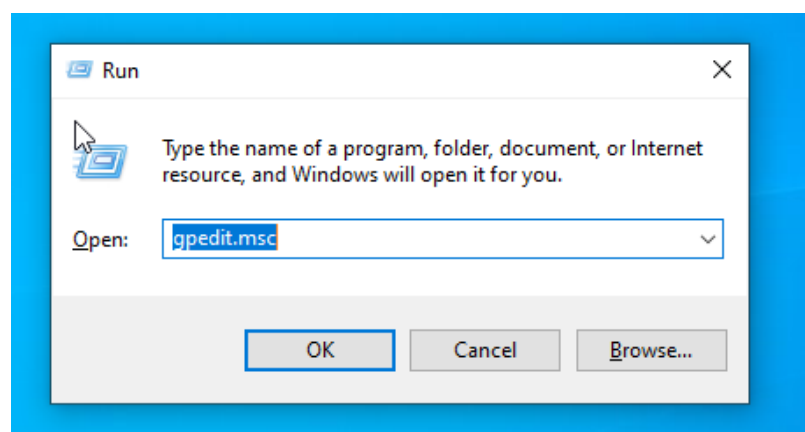 Run
Type the name of a program, folder, document, or Internet
resource, and Windows will open it for you.
Open: gpedit.msc
OK Cancel Browse...